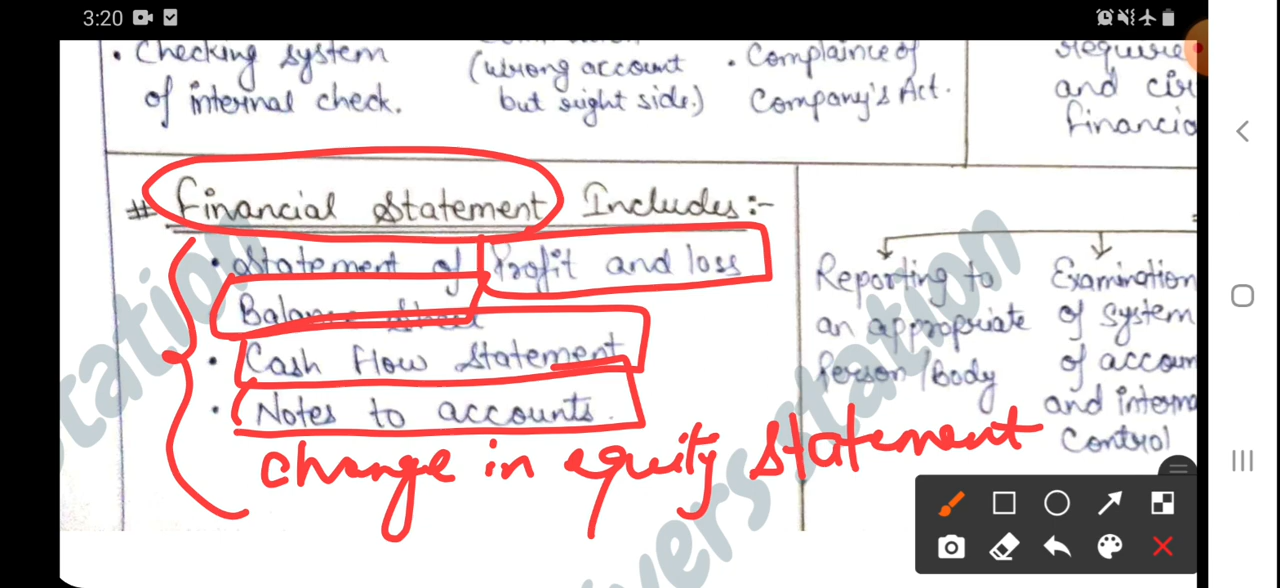 3:20
• Checking system
of internal check.
(wrong account
but right side.)
• Complaince of
Company's Act.
and
# Financial Statement Includes:-
• Statement of Profit and loss
Balance Sheet
• Cash Flow Statement
• Notes to accounts.
change in equity statement
Reporting to
an appropriate
Person/Body
Examination
of system
of
and
Control